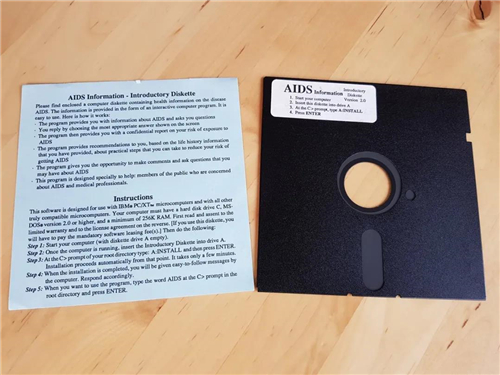 AIDS Information - Introductory Diskette
Please find enclosed a computer diskette containing health information on the disease
AIDS. The information is provided in the form of an interactive computer program. It is
easy to use. Here is how it works:
- The program provides you with information about AIDS and asks you questions
- You reply by choosing the most appropriate answer shown on the screen
- The program then provides you with a confidential report on your risk of exposure to
AIDS
- The program provides recommendations to you, based on the life history information
that you have provided, about practical steps that you can take to reduce your risk of
getting AIDS
- The program gives you the opportunity to make comments and ask questions that you
may have about AIDS
- This program is designed specially to help: members of the public who are concerned
about AIDS and medical professionals.
Instructions
This software is designed for use with IBM® PC/XT™ microcomputers and with all other
truly compatible microcomputers. Your computer must have a hard disk drive C, MS-
DOS® version 2.0 or higher, and a minimum of 256K RAM. First read and assent to the
limited warranty and to the license agreement on the reverse. [If you use this diskette, you
will have to pay the mandatory software leasing fee(s).] Then do the following:
Step 1: Start your computer (with diskette drive A empty).
Step 2: Once the computer is running, insert the Introductory Diskette into drive A.
Step 3: At the C> prompt of your root directory type: A:INSTALL and then press ENTER.
Installation proceeds automatically from that point. It takes only a few minutes.
Step 4: When the installation is completed, you will be given easy-to-follow messages by
the computer. Respond accordingly.
Step 5: When you want to use the program, type the word AIDS at the C> prompt in the
root directory and press ENTER.
AIDS Information Introductory Diskette Version 2.0
1. Start your computer
2. Insert this diskette into drive A
3. At the C> prompt, type A:INSTALL
4. Press ENTER